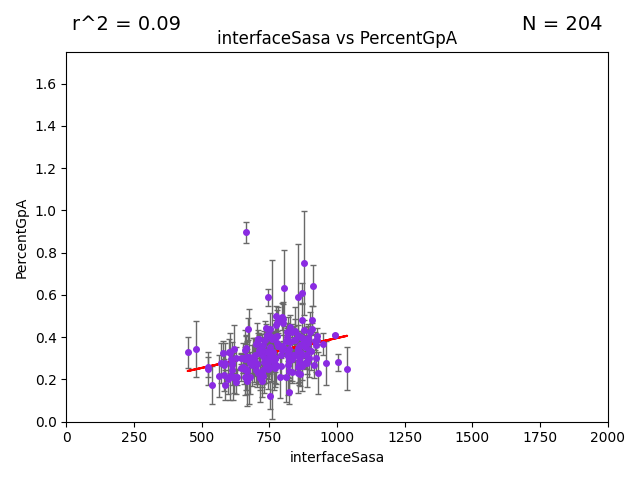 r^2 = 0.09
N = 204
interfaceSasa vs PercentGpA
PercentGpA
1.6
1.4
1.2
1.0
0.8
0.6
0.4
0.2
0.0
0 250 500 750 1000 1250 1500 1750 2000
interfaceSasa